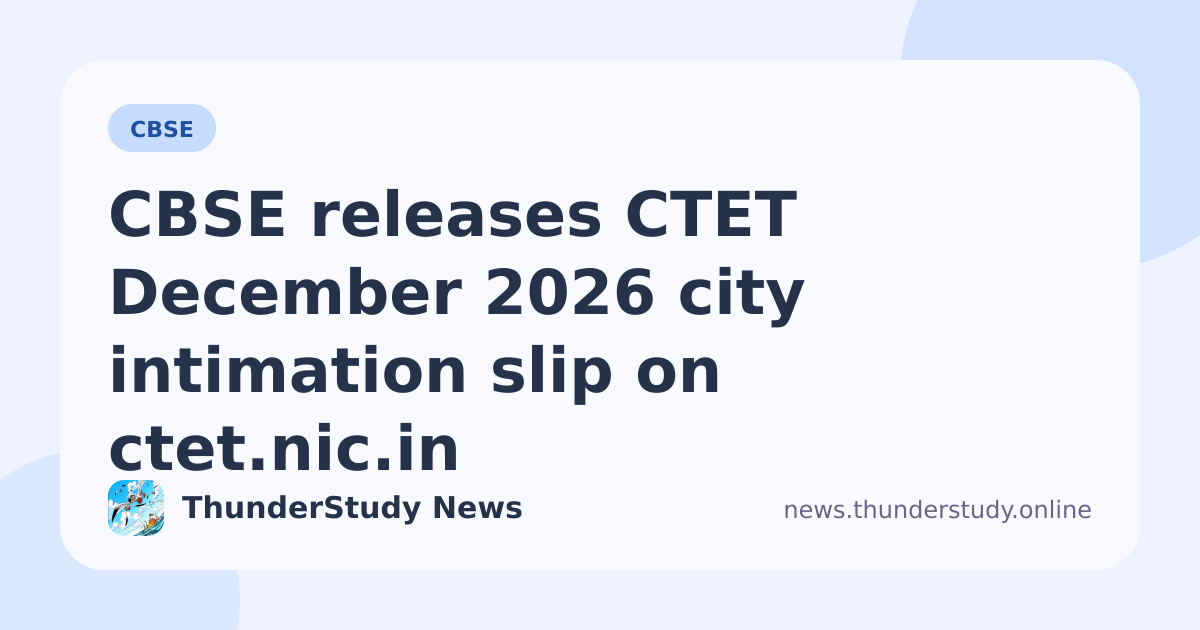 CBSE
CBSE releases CTET
December 2026 city
intimation slip on
ctet.nic.in
ThunderStudy News
news.thunderstudy.online